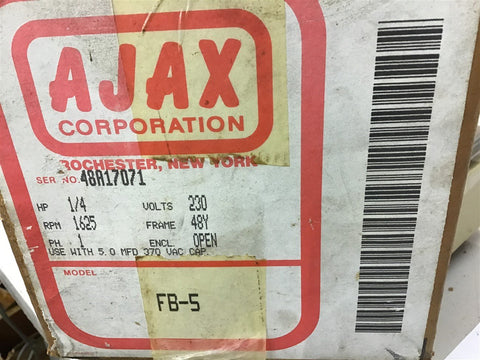 AJAX
CORPORATION
ROCHESTER, NEW YORK
SER NO. 48A17071
HP 1/4 VOLTS 230
RPM 1625 FRAME 48Y
PH 1 ENCL. OPEN
USE WITH 5.0 MFD 370 VAC CAP.
MODEL
FB-5